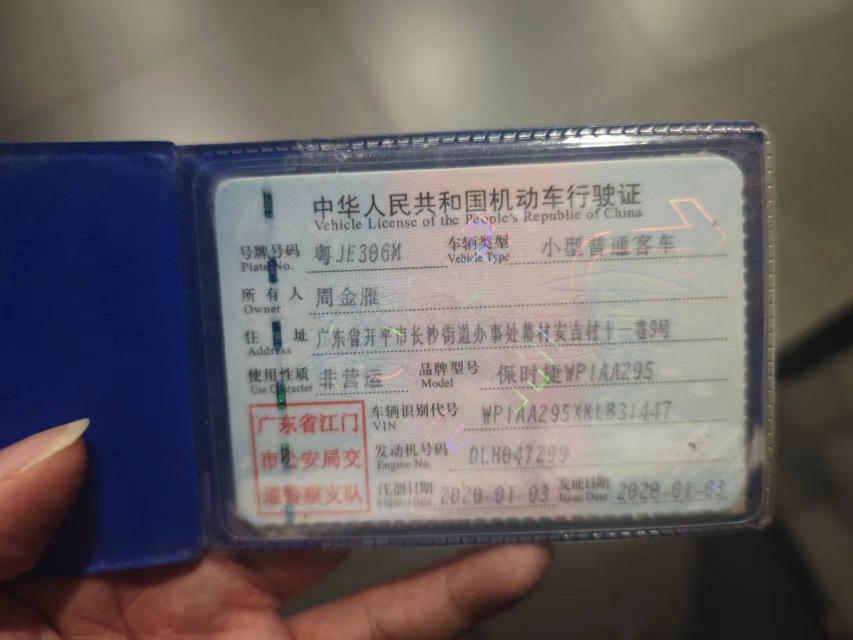 中华人民共和国机动车行驶证
Vehicle License of the People's Republic of China
号牌号码 粤JE306M 车辆类型 小型普通客车
Plate No. Vehicle Type
所有人 周金雁
Owner
住址 广东省开平市长沙街道办事处幕村安吉村十一巷9号
Address
使用性质 非营运 品牌型号 保时捷WP1AA295
Use Character Model
广东省江门
市公安局交
通警察支队
车辆识别代号 WP1AA295XKLB31447
VIN
发动机号码 DLH047299
Engine No.
注册日期 2020-01-03 发证日期 2020-01-03
Register Date Issue Date